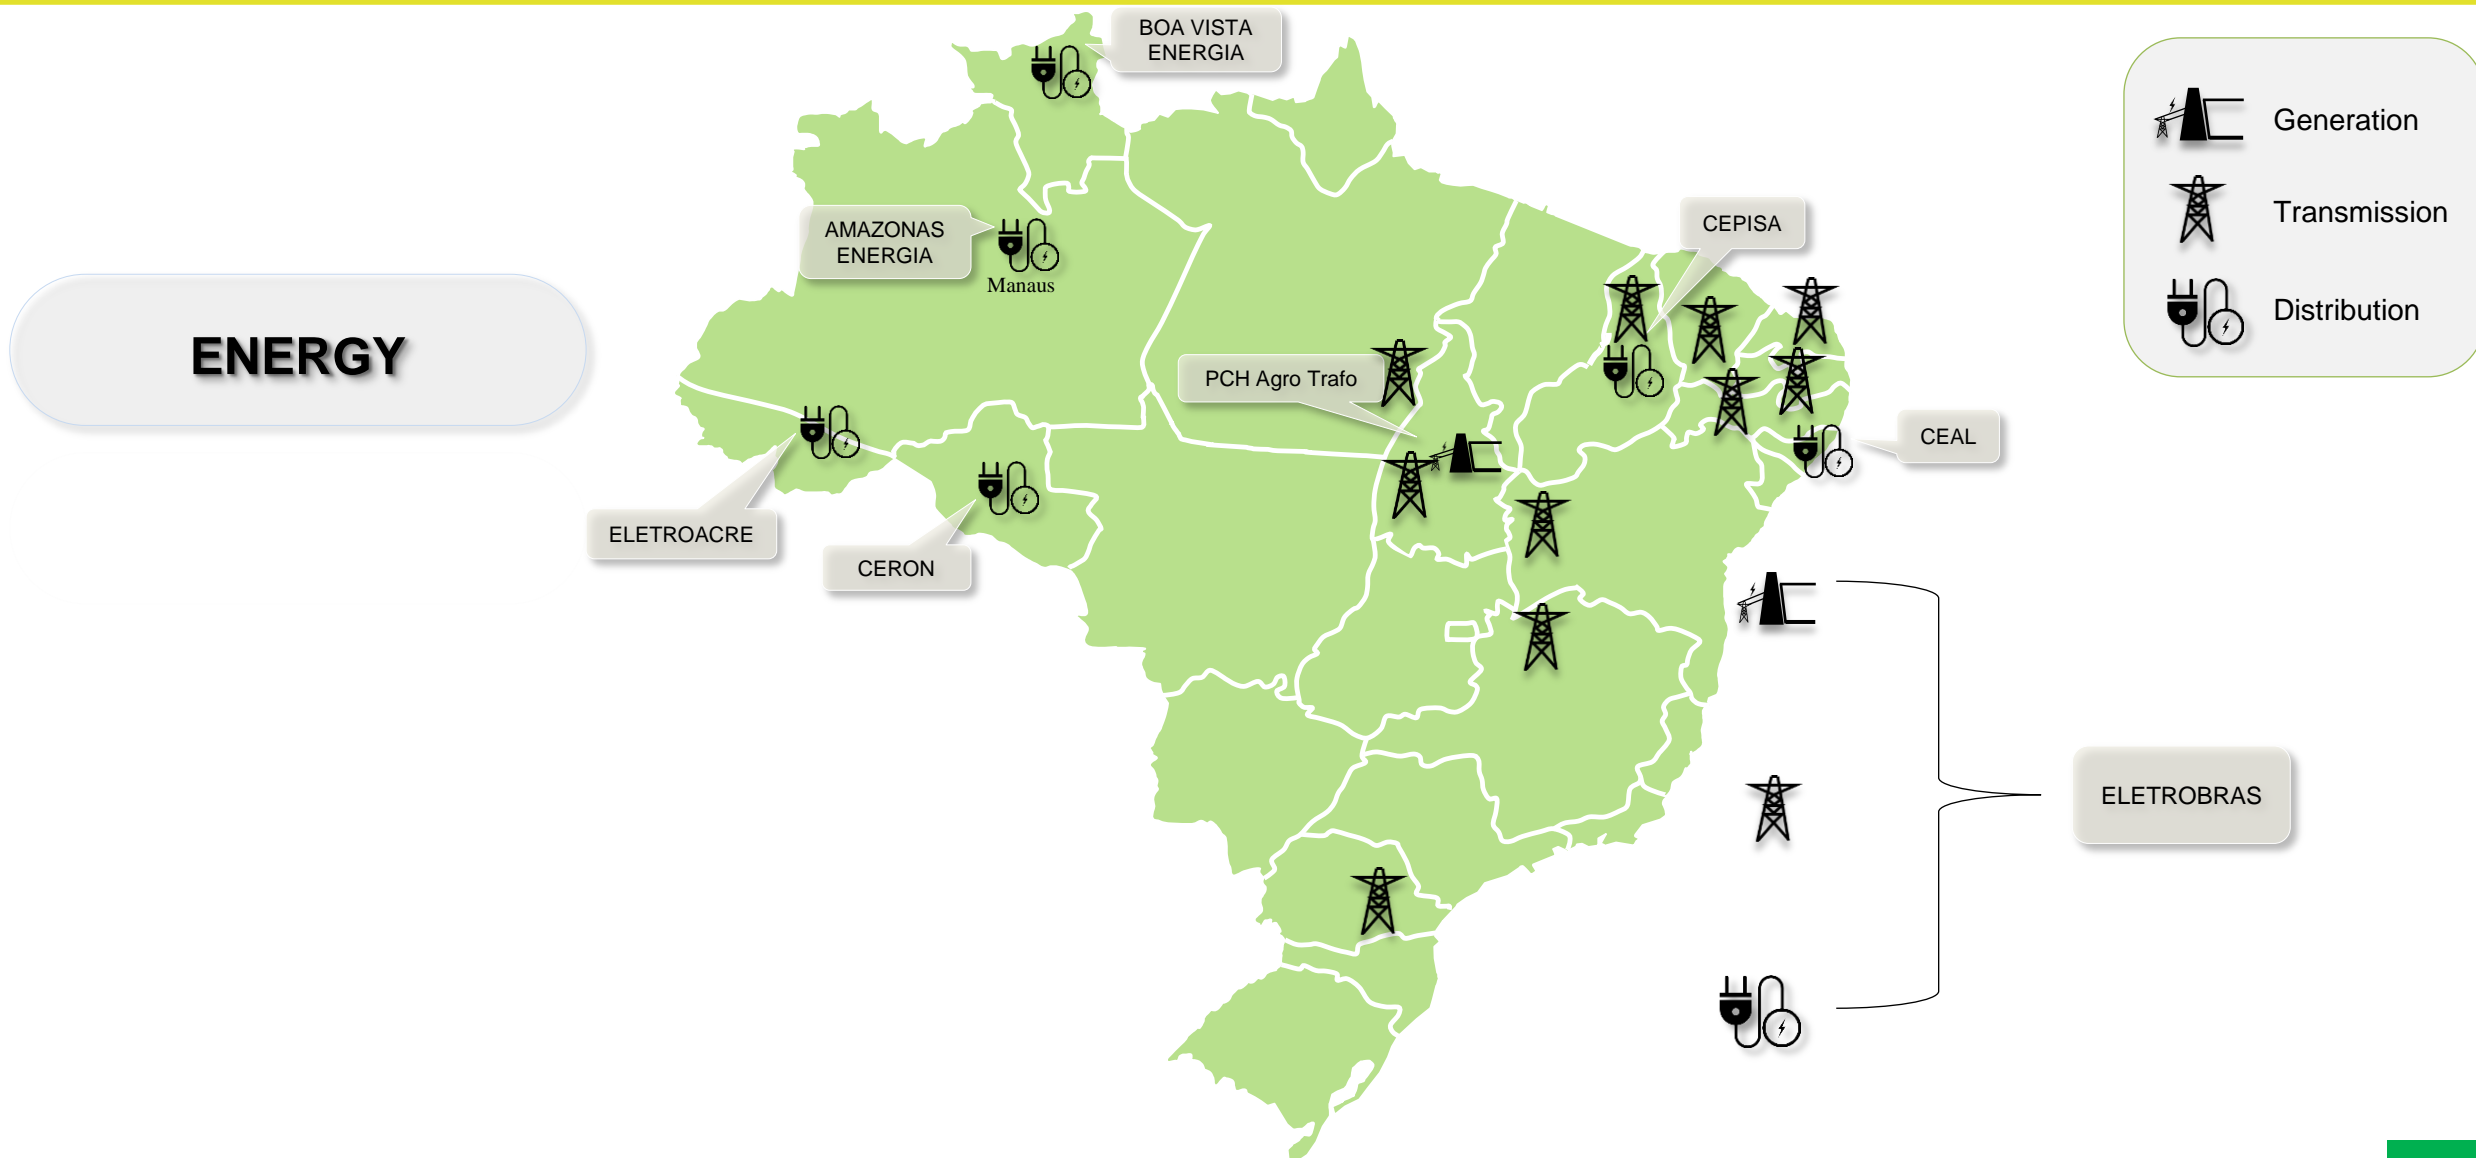 BOA VISTA
ENERGIA
Generation
Transmission
Distribution
AMAZONAS
ENERGIA
Manaus
CEPISA
ENERGY
PCH Agro Trafo
CEAL
ELETROACRE
CERON
ELETROBRAS